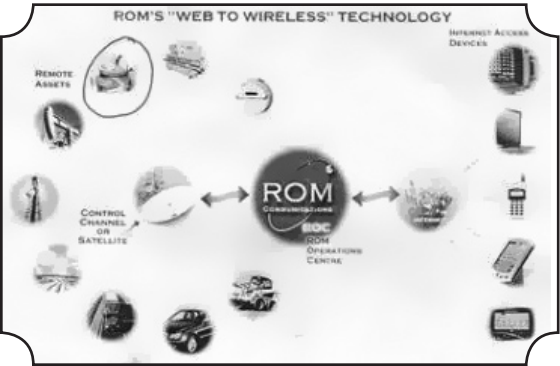 ROM'S "WEB TO WIRELESS" TECHNOLOGY
INTERNET ACCESS
DEVICES
REMOTE
ASSETS
ROM
COMMUNICATIONS
CONTROL
CHANNEL
OR
SATELLITE
INTERNET
ROC
ROM
OPERATIONS
CENTRE